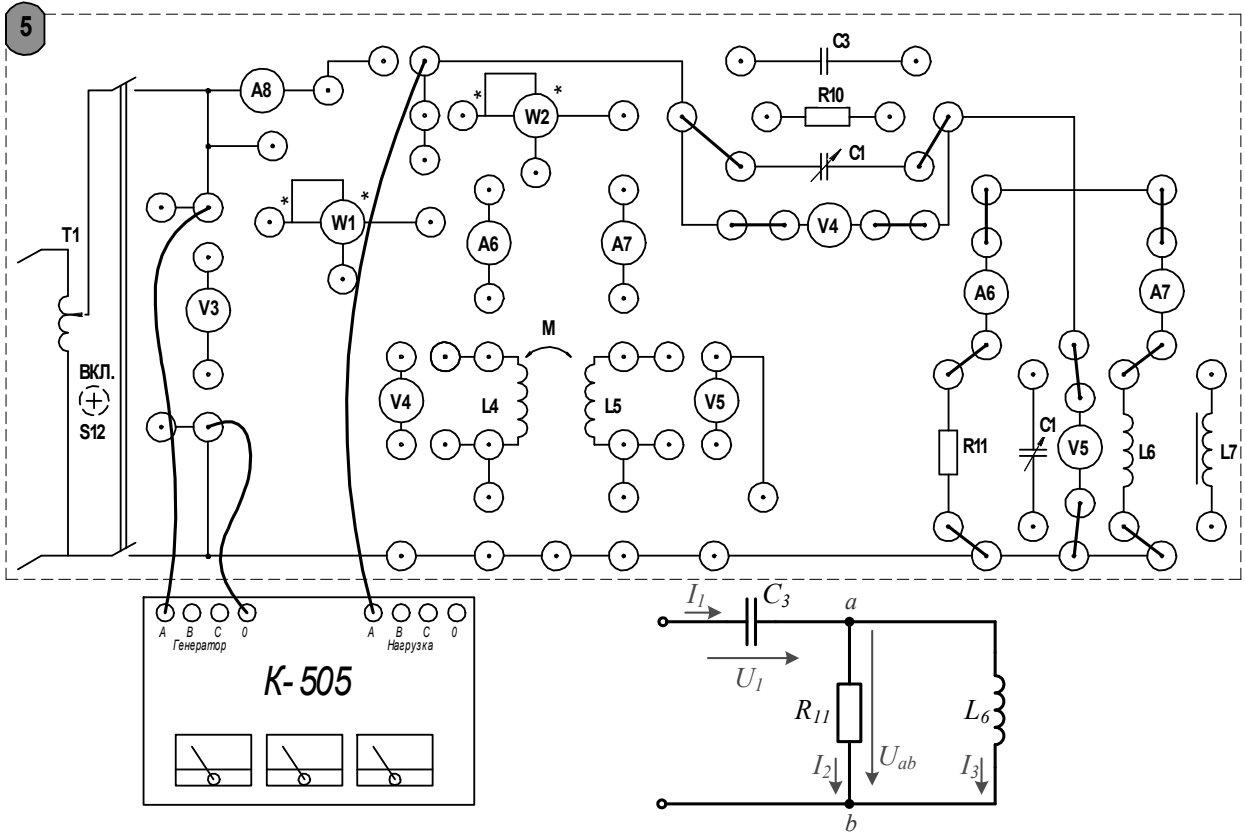 5
C3
A8
R10
W2
*
*
C1
W1
*
*
V4
T1
A6
A7
A6
A7
V3
M
ВКЛ.
S12
V4
L4
L5
V5
R11
C1
V5
L6
L7
A B C 0
Генератор
A B C 0
Нагрузка
К- 505
I1
C3
a
U1
R11
L6
I2
Uab
I3
b